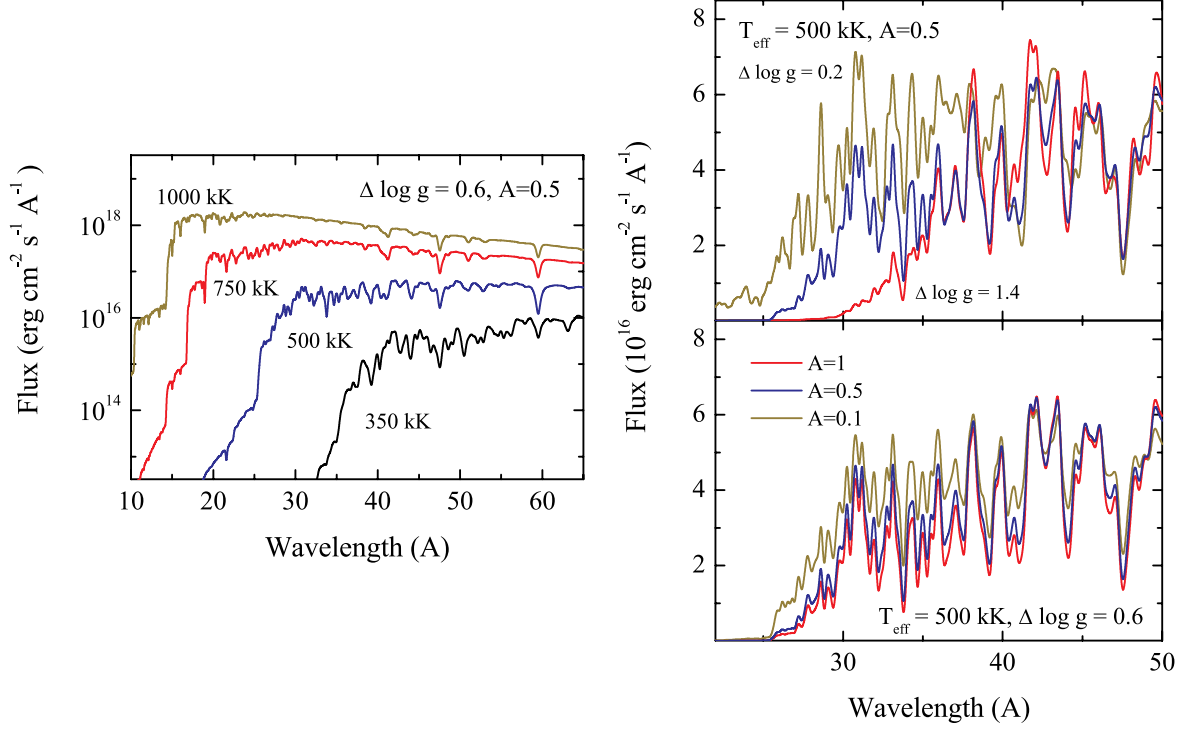 Δ log g = 0.6, A=0.5
1000 kK
750 kK
500 kK
350 kK
10^18
10^16
10^14
Flux (erg cm^-2 s^-1 A^-1 )
10 20 30 40 50 60
Wavelength (A)
T_eff = 500 kK, A=0.5
Δ log g = 0.2
Δ log g = 1.4
8
6
4
2
Flux (10^16 erg cm^-2 s^-1 A^-1)
A=1
A=0.5
A=0.1
T_eff = 500 kK, Δ log g = 0.6
8
6
4
2
30 40 50
Wavelength (A)